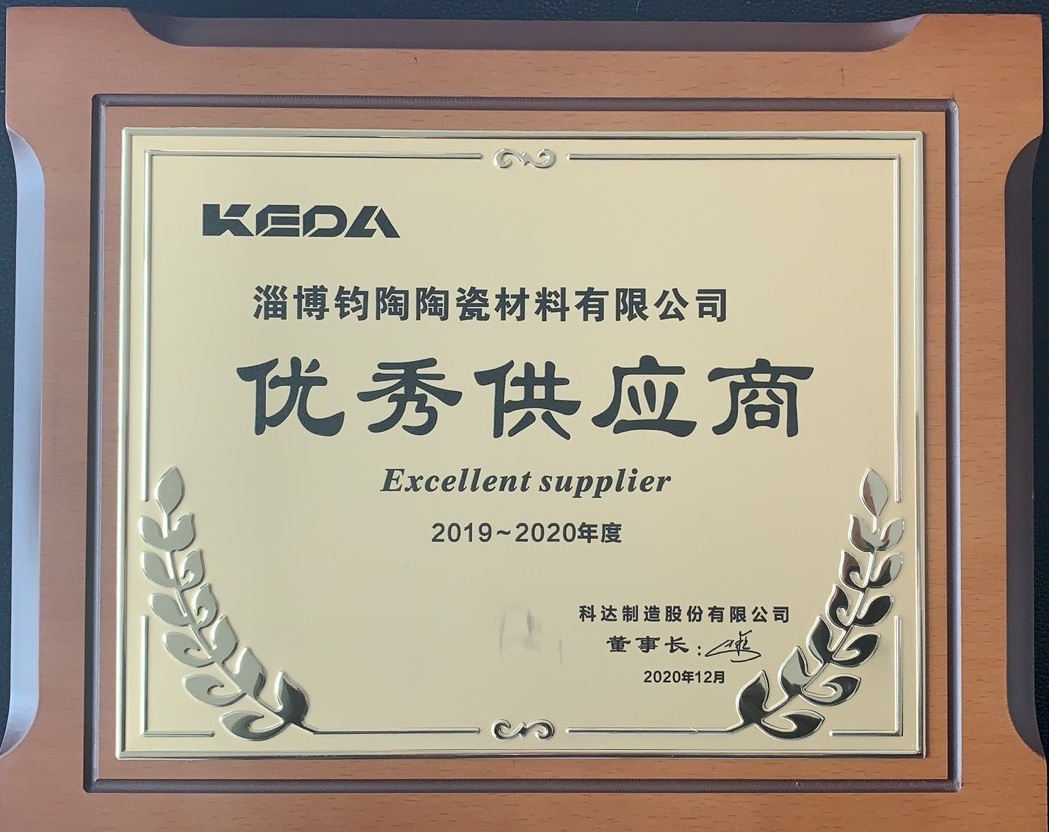 KEDA
淄博钧陶陶瓷材料有限公司
优秀供应商
Excellent supplier
2019~2020年度
科达制造股份有限公司
董事长:
2020年12月